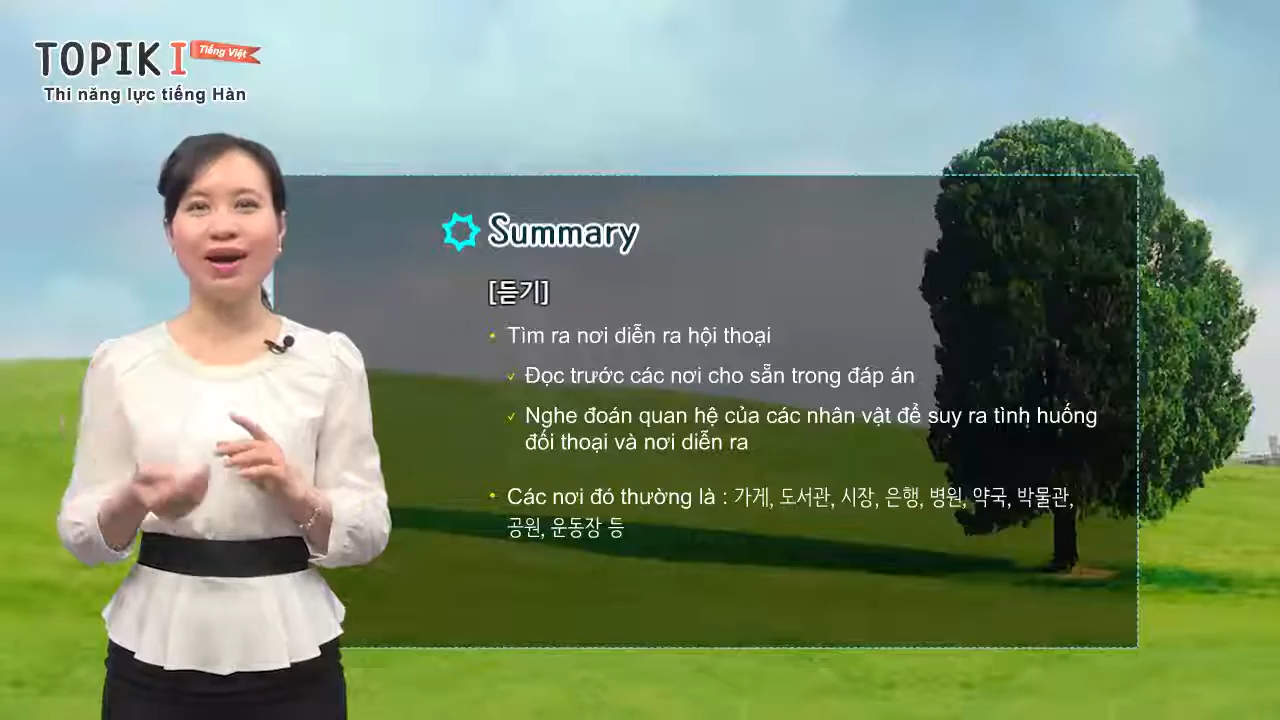 TOPIK I Tiếng Việt
Thi năng lực tiếng Hàn
Summary
[듣기]
• Tìm ra nơi diễn ra hội thoại
✓ Đọc trước các nơi cho sẵn trong đáp án
✓ Nghe đoán quan hệ của các nhân vật để suy ra tình huống
đối thoại và nơi diễn ra
• Các nơi đó thường là : 가게, 도서관, 시장, 은행, 병원, 약국, 박물관,
공원, 운동장 등